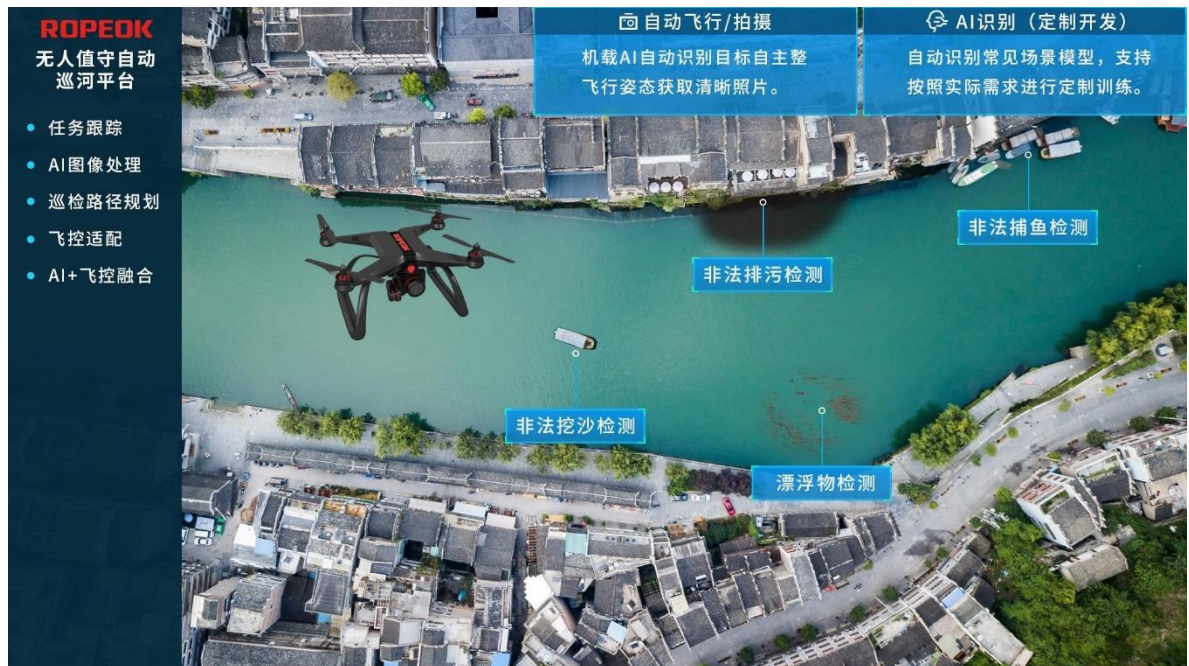 ROPEOK
无人值守自动
巡河平台
任务跟踪
AI图像处理
巡检路径规划
飞控适配
AI+飞控融合
自动飞行/拍摄
机载AI自动识别目标自主整
飞行姿态获取清晰照片。
AI识别（定制开发）
自动识别常见场景模型，支持
按照实际需求进行定制训练。
ROPEOK
非法捕鱼检测
非法排污检测
非法挖沙检测
漂浮物检测